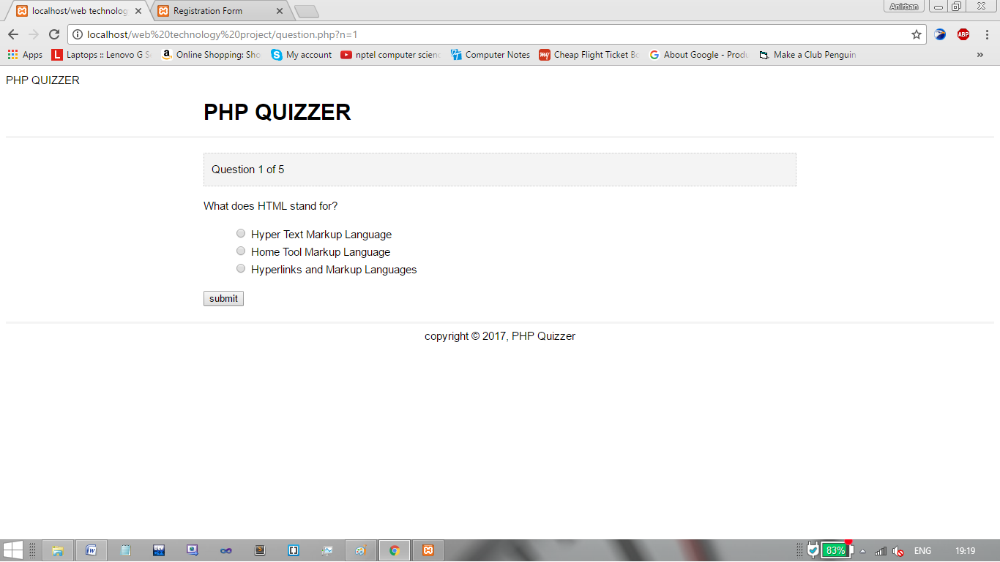 localhost/web technolog
Registration Form
Anirban
localhost/web%20technology%20project/question.php?n=1
ABP
Apps
Laptops :: Lenovo G S
Online Shopping: Sho
My account
nptel computer scienc
Computer Notes
Cheap Flight Ticket Bo
About Google - Produ
Make a Club Penguin
»
PHP QUIZZER
PHP QUIZZER
Question 1 of 5
What does HTML stand for?
Hyper Text Markup Language
Home Tool Markup Language
Hyperlinks and Markup Languages
submit
copyright © 2017, PHP Quizzer
83%
ENG
19:19